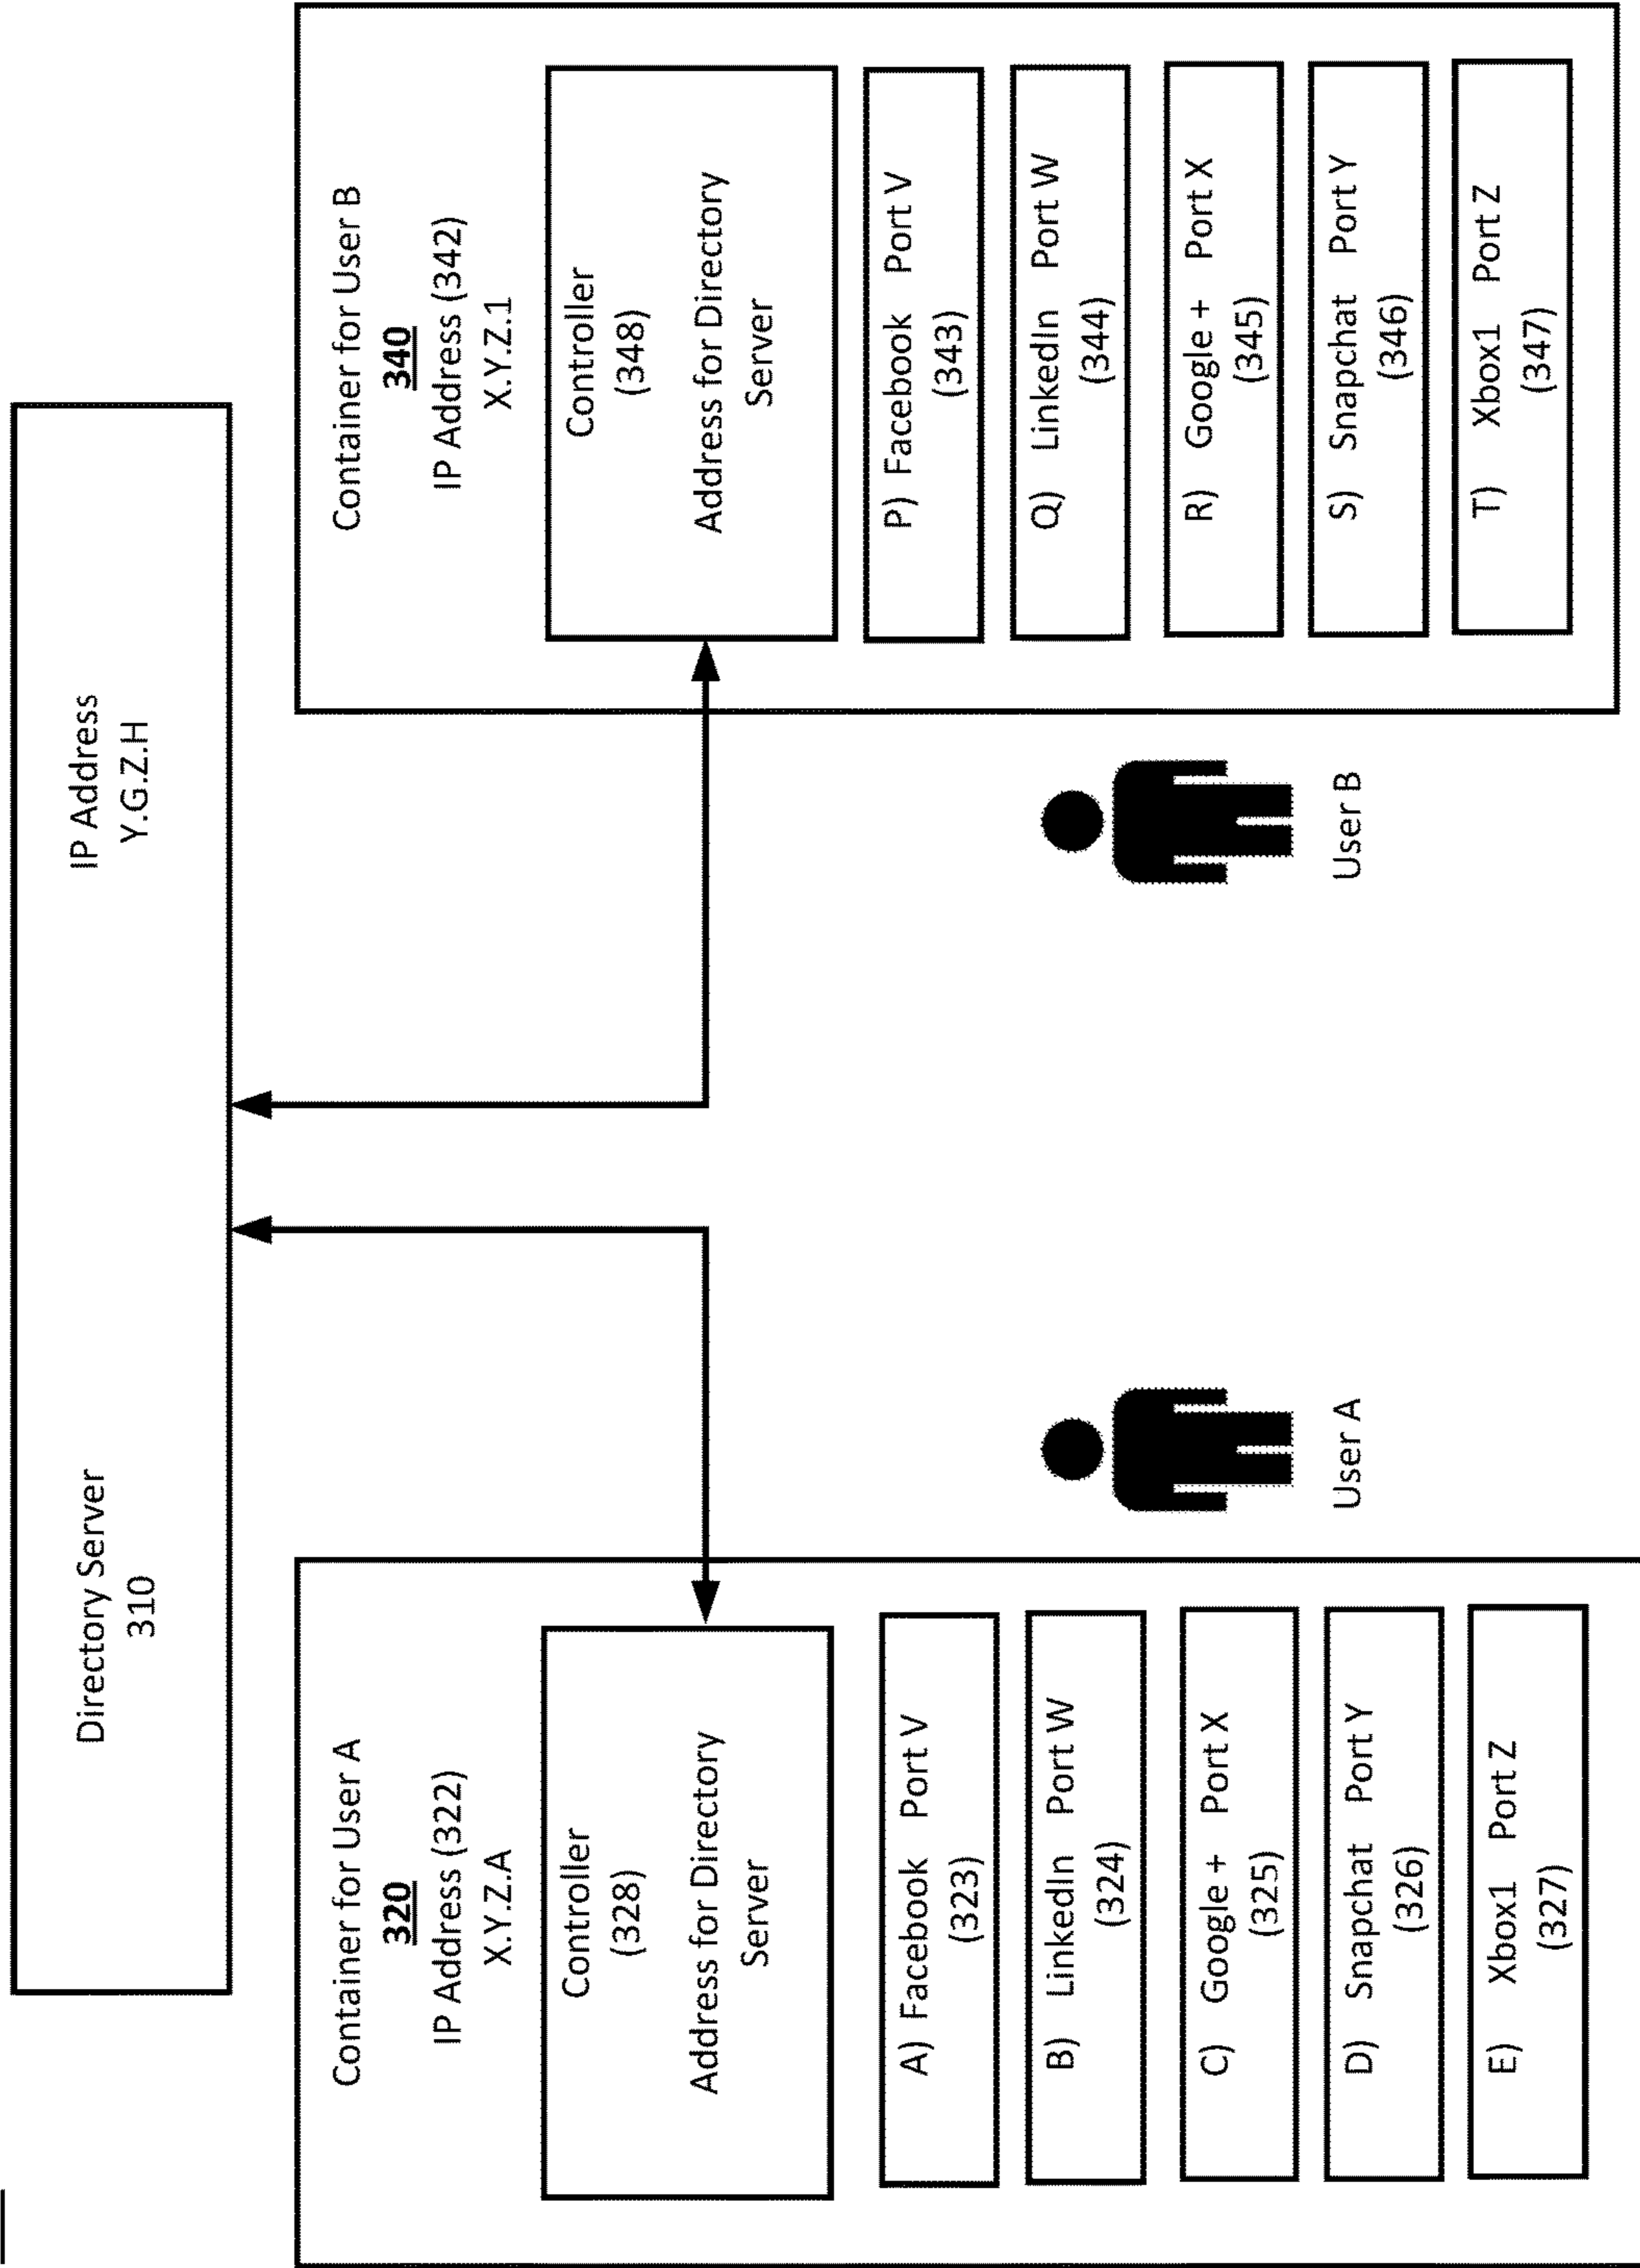 Directory Server
310
IP Address
Y.G.Z.H
Container for User A
320
IP Address (322)
X.Y.Z.A
Controller
(328)
Address for Directory
Server
A) Facebook Port V
(323)
B) LinkedIn Port W
(324)
C) Google + Port X
(325)
D) Snapchat Port Y
(326)
E) Xbox1 Port Z
(327)
User A
User B
Container for User B
340
IP Address (342)
X.Y.Z.1
Controller
(348)
Address for Directory
Server
P) Facebook Port V
(343)
Q) LinkedIn Port W
(344)
R) Google + Port X
(345)
S) Snapchat Port Y
(346)
T) Xbox1 Port Z
(347)